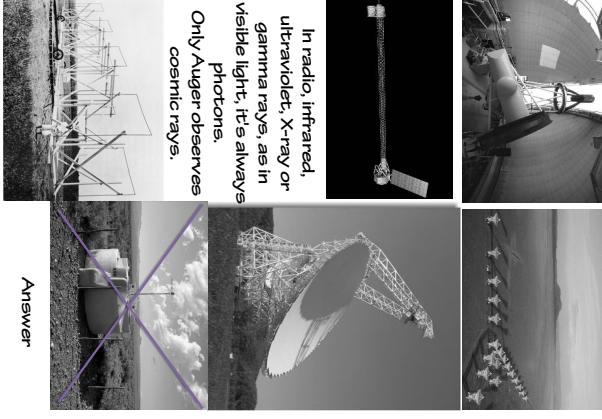 In radio, infrared,
ultraviolet, X-ray or
gamma rays, as in
visible light, it's always
photons.
Only Auger observes
cosmic rays.
Answer